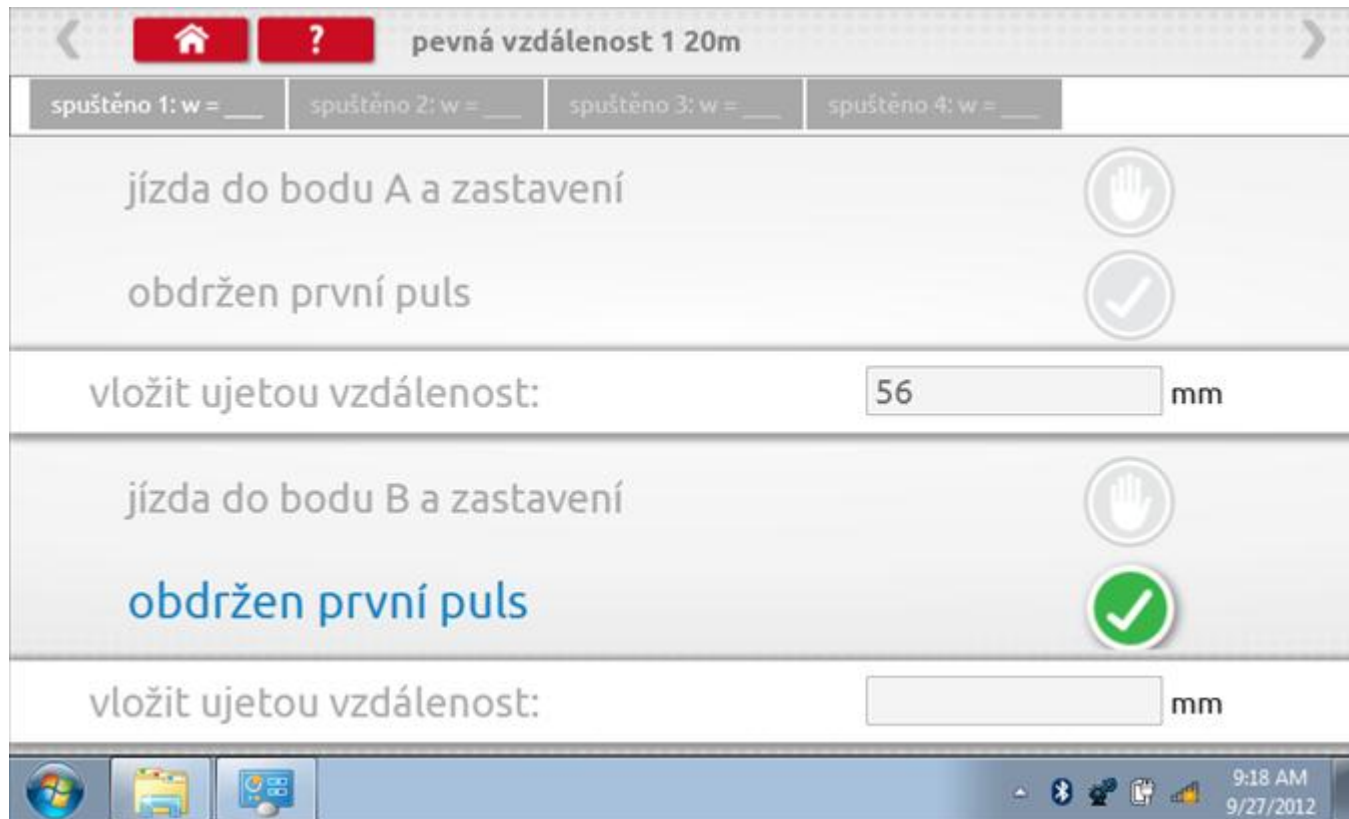 ? pevná vzdálenost 1 20m
spuštěno 1: w = ___ spuštěno 2: w = ___ spuštěno 3: w = ___ spuštěno 4: w = ___
jízda do bodu A a zastavení
obdržen první puls
vložit ujetou vzdálenost: 56 mm
jízda do bodu B a zastavení
obdržen první puls
vložit ujetou vzdálenost: mm
9:18 AM
9/27/2012